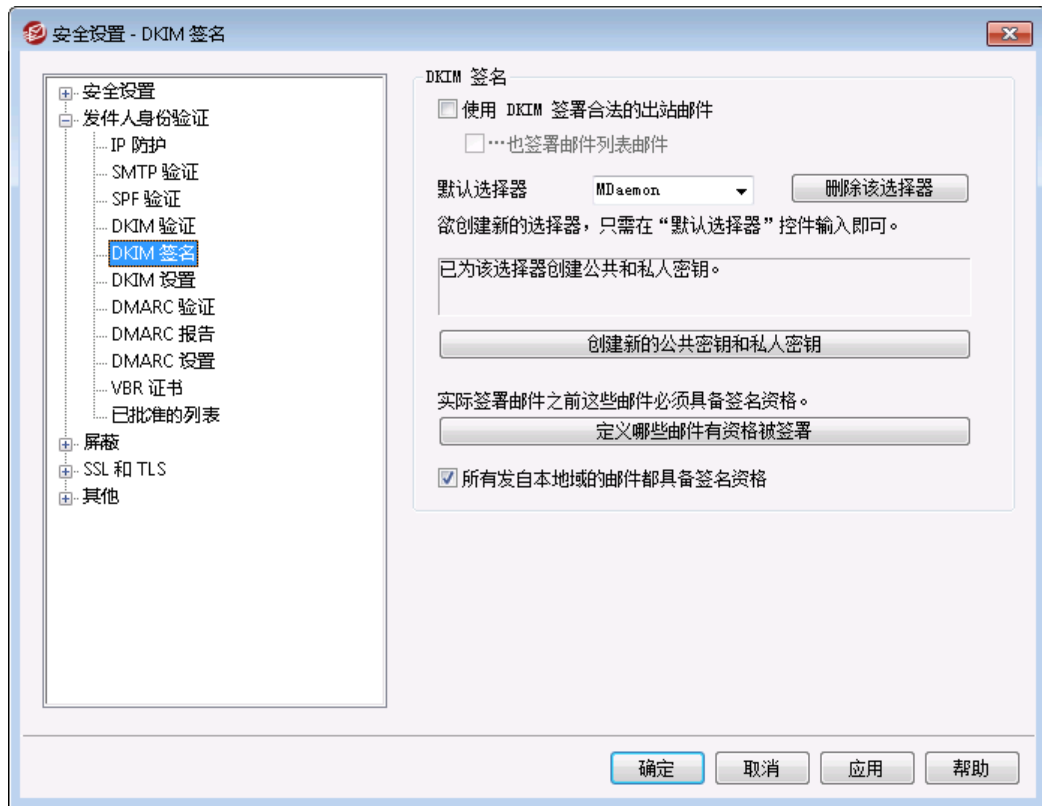 安全设置 - DKIM 签名
安全设置
发件人身份验证
IP 防护
SMTP 验证
SPF 验证
DKIM 验证
DKIM 签名
DKIM 设置
DMARC 验证
DMARC 报告
DMARC 设置
VBR 证书
已批准的列表
屏蔽
SSL 和 TLS
其他
DKIM 签名
使用 DKIM 签署合法的出站邮件
…也签署邮件列表邮件
默认选择器 MDaemon 删除该选择器
欲创建新的选择器，只需在“默认选择器”控件输入即可。
已为该选择器创建公共和私人密钥。
创建新的公共密钥和私人密钥
实际签署邮件之前这些邮件必须具备签名资格。
定义哪些邮件有资格被签署
所有发自本地域的邮件都具备签名资格
确定 取消 应用 帮助